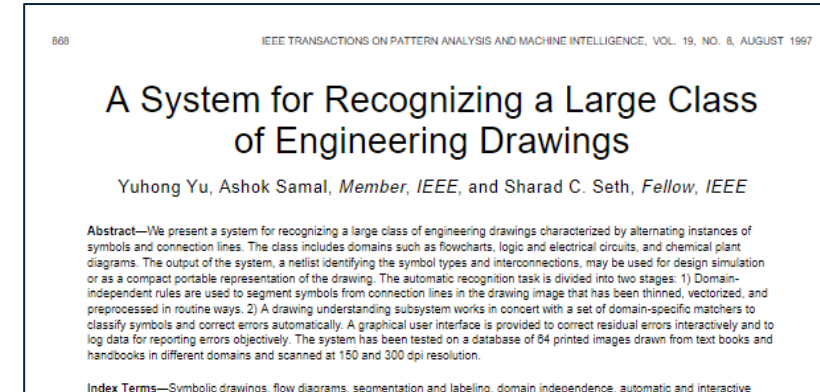 868
IEEE TRANSACTIONS ON PATTERN ANALYSIS AND MACHINE INTELLIGENCE, VOL. 19, NO. 8, AUGUST 1997
A System for Recognizing a Large Class
of Engineering Drawings
Yuhong Yu, Ashok Samal, Member, IEEE, and Sharad C. Seth, Fellow, IEEE
Abstract—We present a system for recognizing a large class of engineering drawings characterized by alternating instances of
symbols and connection lines. The class includes domains such as flowcharts, logic and electrical circuits, and chemical plant
diagrams. The output of the system, a netlist identifying the symbol types and interconnections, may be used for design simulation
or as a compact portable representation of the drawing. The automatic recognition task is divided into two stages: 1) Domain-
independent rules are used to segment symbols from connection lines in the drawing image that has been thinned, vectorized, and
preprocessed in routine ways. 2) A drawing understanding subsystem works in concert with a set of domain-specific matchers to
classify symbols and correct errors automatically. A graphical user interface is provided to correct residual errors interactively and to
log data for reporting errors objectively. The system has been tested on a database of 64 printed images drawn from text books and
handbooks in different domains and scanned at 150 and 300 dpi resolution.
Index Terms—Symbolic drawings, flow diagrams, segmentation and labeling, domain independence, automatic and interactive